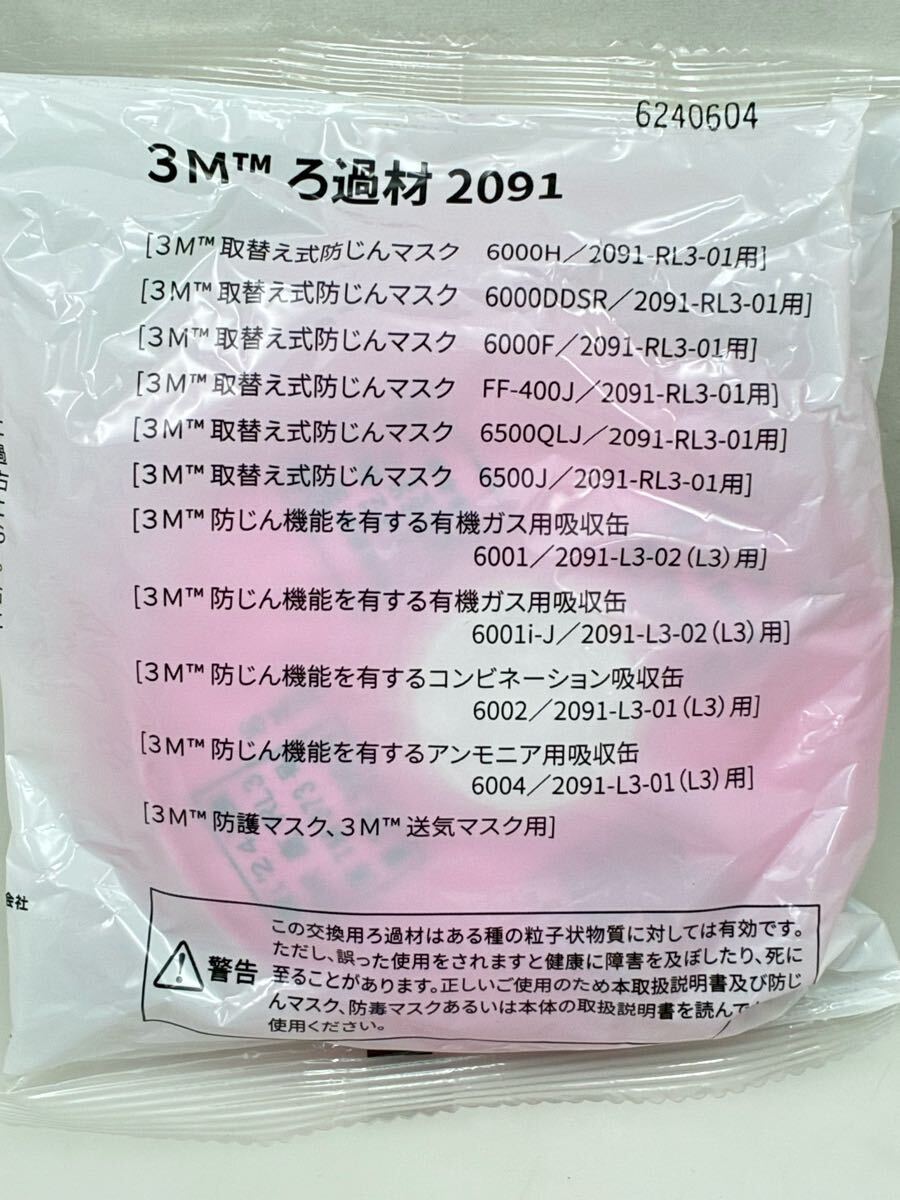 6240604
3M™ ろ過材 2091
[3M™ 取替え式防じんマスク 6000H／2091-RL3-01用]
[3M™ 取替え式防じんマスク 6000DDSR／2091-RL3-01用]
[3M™ 取替え式防じんマスク 6000F／2091-RL3-01用]
[3M™ 取替え式防じんマスク FF-400J／2091-RL3-01用]
[3M™ 取替え式防じんマスク 6500QLJ／2091-RL3-01用]
[3M™ 取替え式防じんマスク 6500J／2091-RL3-01用]
[3M™ 防じん機能を有する有機ガス用吸収缶
6001／2091-L3-02(L3)用]
[3M™ 防じん機能を有する有機ガス用吸収缶
6001i-J／2091-L3-02(L3)用]
[3M™ 防じん機能を有するコンビネーション吸収缶
6002／2091-L3-01(L3)用]
[3M™ 防じん機能を有するアンモニア用吸収缶
6004／2091-L3-01(L3)用]
[3M™ 防護マスク、3M™ 送気マスク用]
会社
警告
この交換用ろ過材はある種の粒子状物質に対しては有効です。
ただし、誤った使用をされますと健康に障害を及ぼしたり、死に
至ることがあります。正しいご使用のため本取扱説明書及び防じ
んマスク、防毒マスクあるいは本体の取扱説明書を読んで
使用ください。